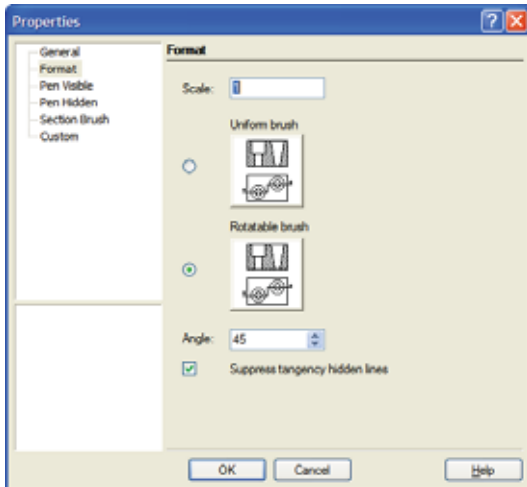 Properties
General
Format
Pen Visible
Pen Hidden
Section Brush
Custom
Format
Scale: 1
Uniform brush
Rotatable brush
Angle: 45
Suppress tangency hidden lines
OK Cancel Help